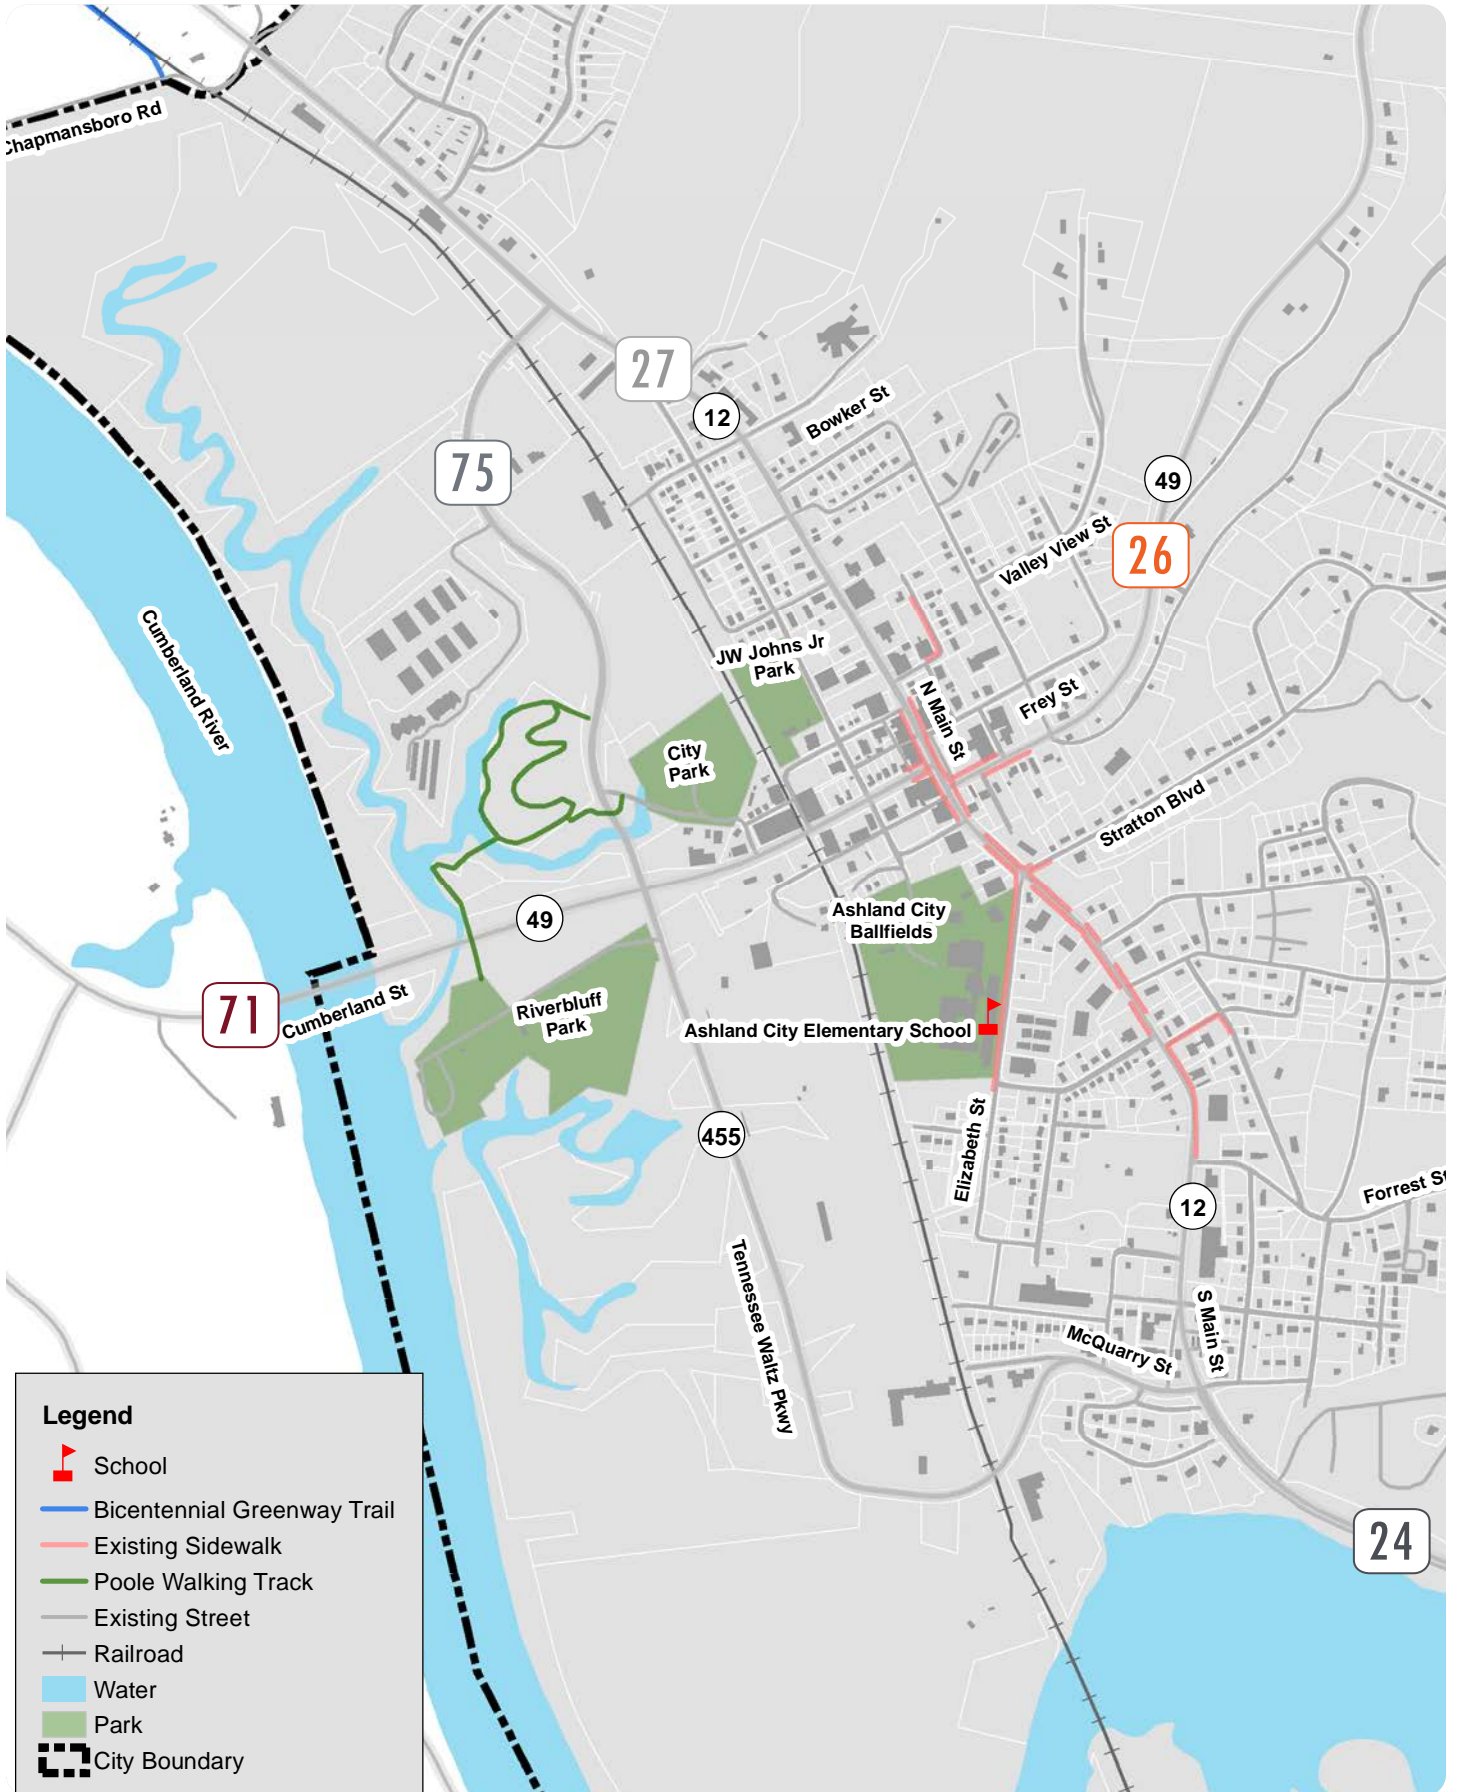 Chapmansboro Rd
27
12
Bowker St
75
49
Valley View St
26
Cumberland River
JW Johns Jr
Park
N Main St
Frey St
City
Park
Stratton Blvd
49
Ashland City
Ballfields
71
Cumberland St
Riverbluff
Park
Ashland City Elementary School
455
Elizabeth St
12
Forrest St
Tennessee Waltz Pkwy
S Main St
McQuarry St
24
Legend
School
Bicentennial Greenway Trail
Existing Sidewalk
Poole Walking Track
Existing Street
Railroad
Water
Park
City Boundary